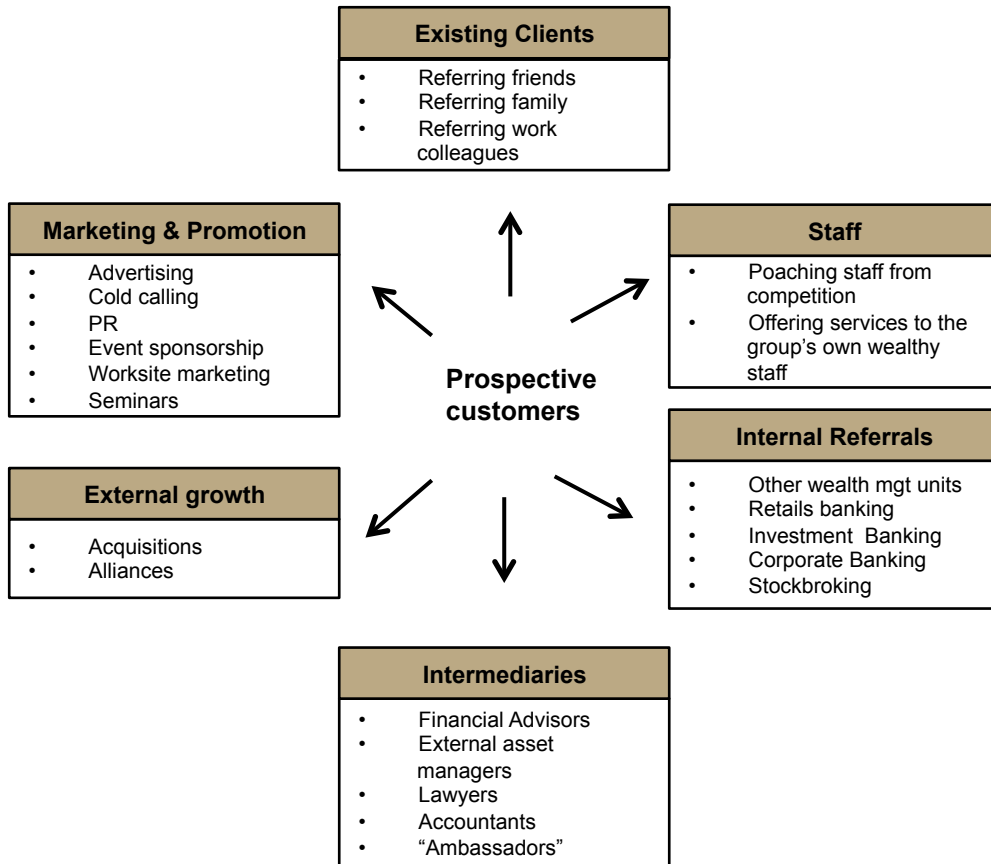 Existing Clients
• Referring friends
• Referring family
• Referring work
colleagues
Marketing & Promotion
• Advertising
• Cold calling
• PR
• Event sponsorship
• Worksite marketing
• Seminars
Staff
• Poaching staff from
competition
• Offering services to the
group’s own wealthy
staff
Prospective
customers
External growth
• Acquisitions
• Alliances
Internal Referrals
• Other wealth mgt units
• Retails banking
• Investment Banking
• Corporate Banking
• Stockbroking
Intermediaries
• Financial Advisors
• External asset
managers
• Lawyers
• Accountants
• “Ambassadors”